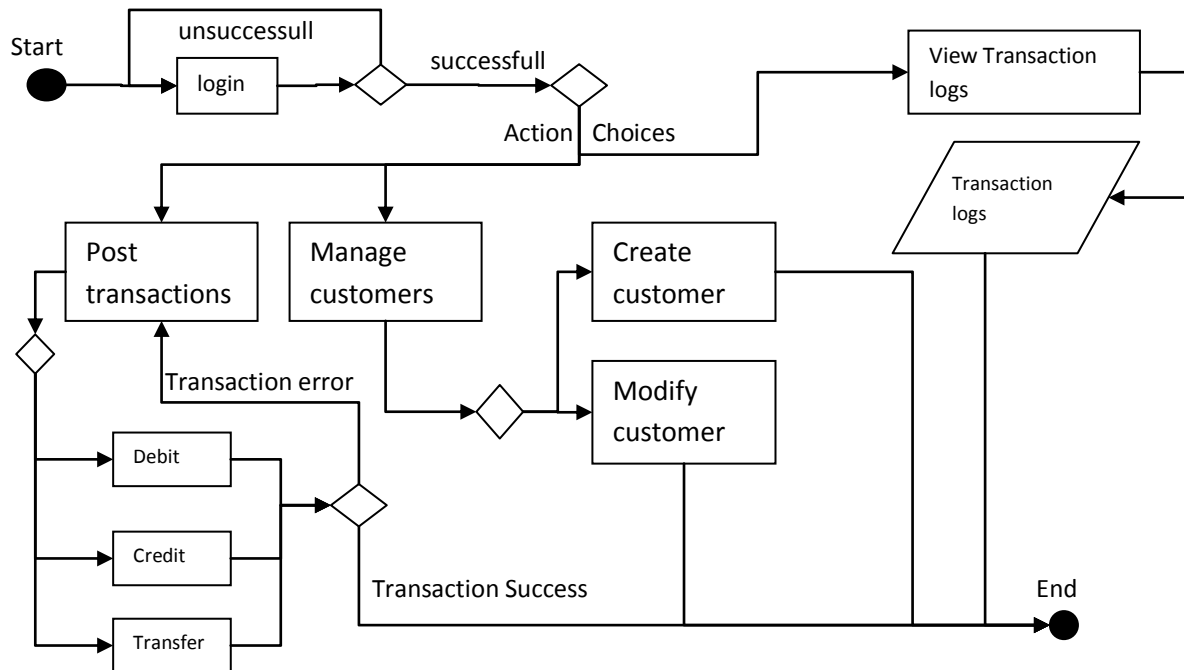 Start
unsuccessull
login
successfull
View Transaction
logs
Action Choices
Transaction
logs
Post
transactions
Manage
customers
Create
customer
Transaction error
Modify
customer
Debit
Credit
Transaction Success
End
Transfer